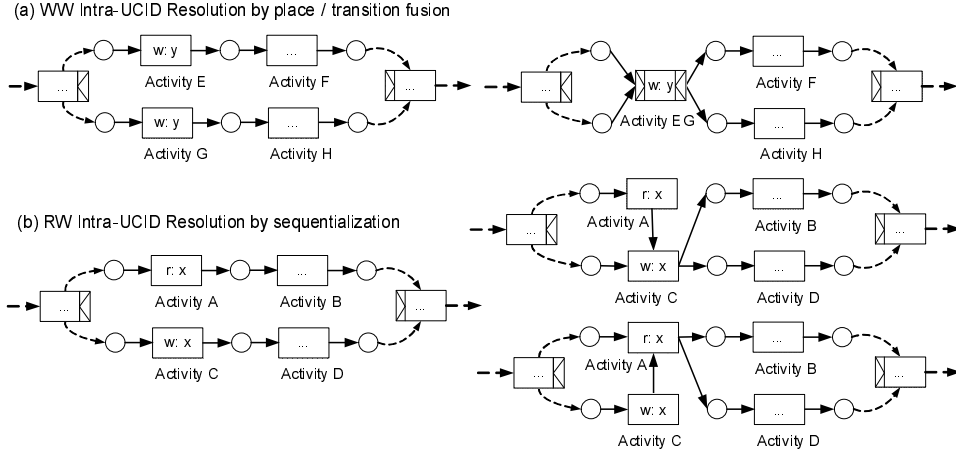 (a) WW Intra-UCID Resolution by place / transition fusion
w: y
...
Activity E
Activity F
...
...
w: y
...
Activity G
Activity H
...
w: y
Activity EG
...
Activity F
...
...
Activity H
(b) RW Intra-UCID Resolution by sequentialization
r: x
...
Activity A
Activity B
...
...
w: x
...
Activity C
Activity D
r: x
...
Activity A
Activity B
...
...
w: x
...
Activity C
Activity D
r: x
...
Activity A
Activity B
...
...
w: x
...
Activity C
Activity D